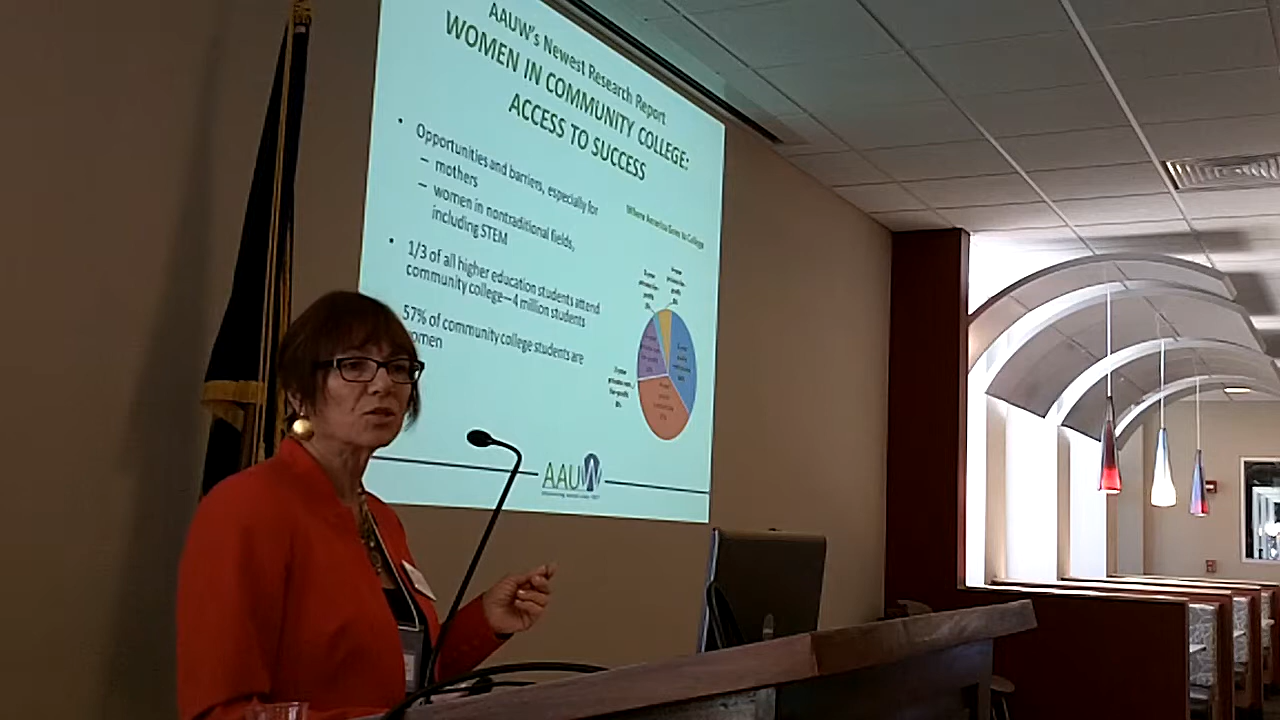 AAUW's Newest Research Report
WOMEN IN COMMUNITY COLLEGE:
ACCESS TO SUCCESS
• Opportunities and barriers, especially for
– mothers
– women in nontraditional fields,
including STEM
• 1/3 of all higher education students attend
community college—4 million students
57% of community college students are
omen
Where America Goes to College
AAUW